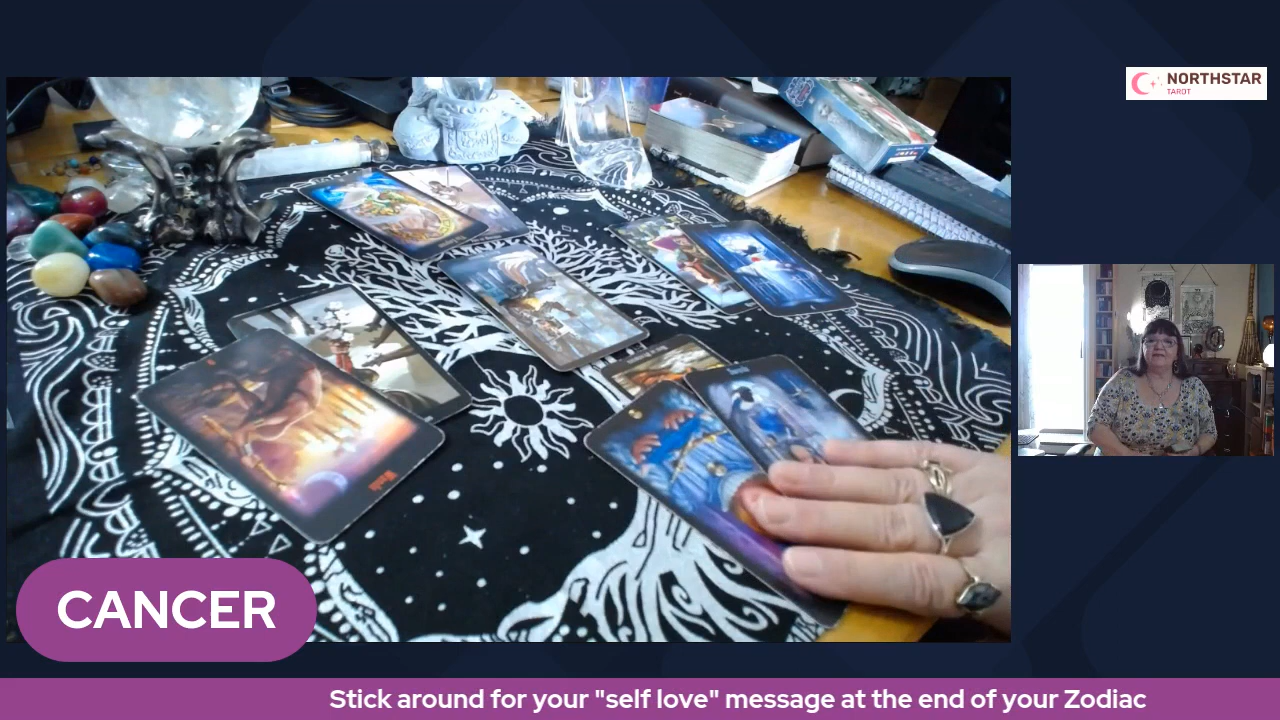 NORTHSTAR
TAROT
CANCER
Stick around for your "self love" message at the end of your Zodiac